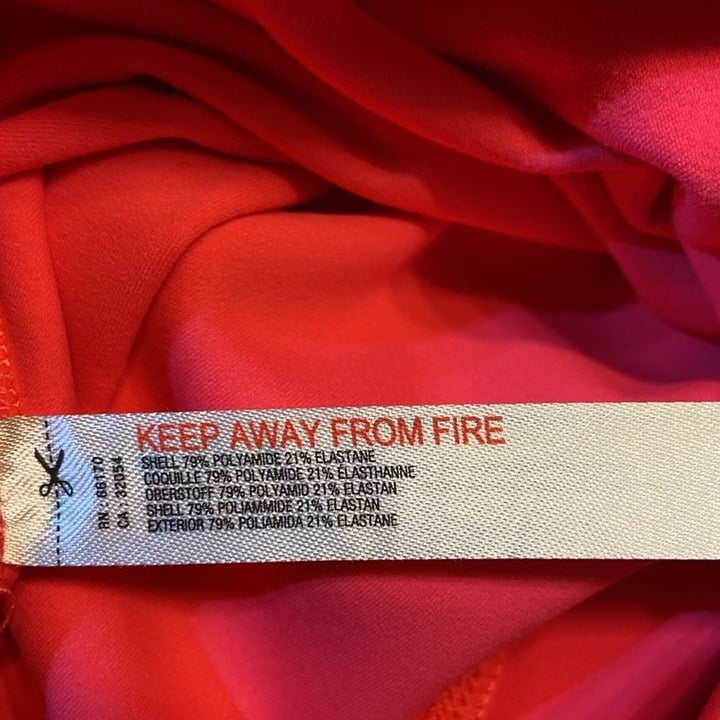 KEEP AWAY FROM FIRE
SHELL 79% POLYAMIDE 21% ELASTANE
COQUILLE 79% POLYAMIDE 21% ÉLASTHANNE
OBERSTOFF 79% POLYAMID 21% ELASTAN
SHELL 79% POLIAMMIDE 21% ELASTAN
EXTERIOR 79% POLIAMIDA 21% ELASTANE
RN: 66170
CA: 32054